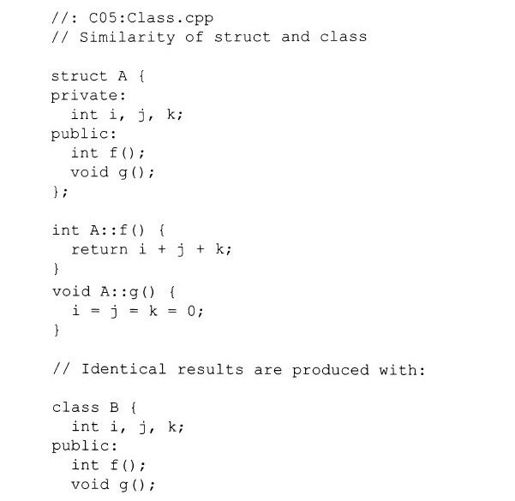 //: C05:Class.cpp
// Similarity of struct and class

struct A {
private:
  int i, j, k;
public:
  int f();
  void g();
};

int A::f() {
  return i + j + k;
}
void A::g() {
  i = j = k = 0;
}

// Identical results are produced with:

class B {
  int i, j, k;
public:
  int f();
  void g();